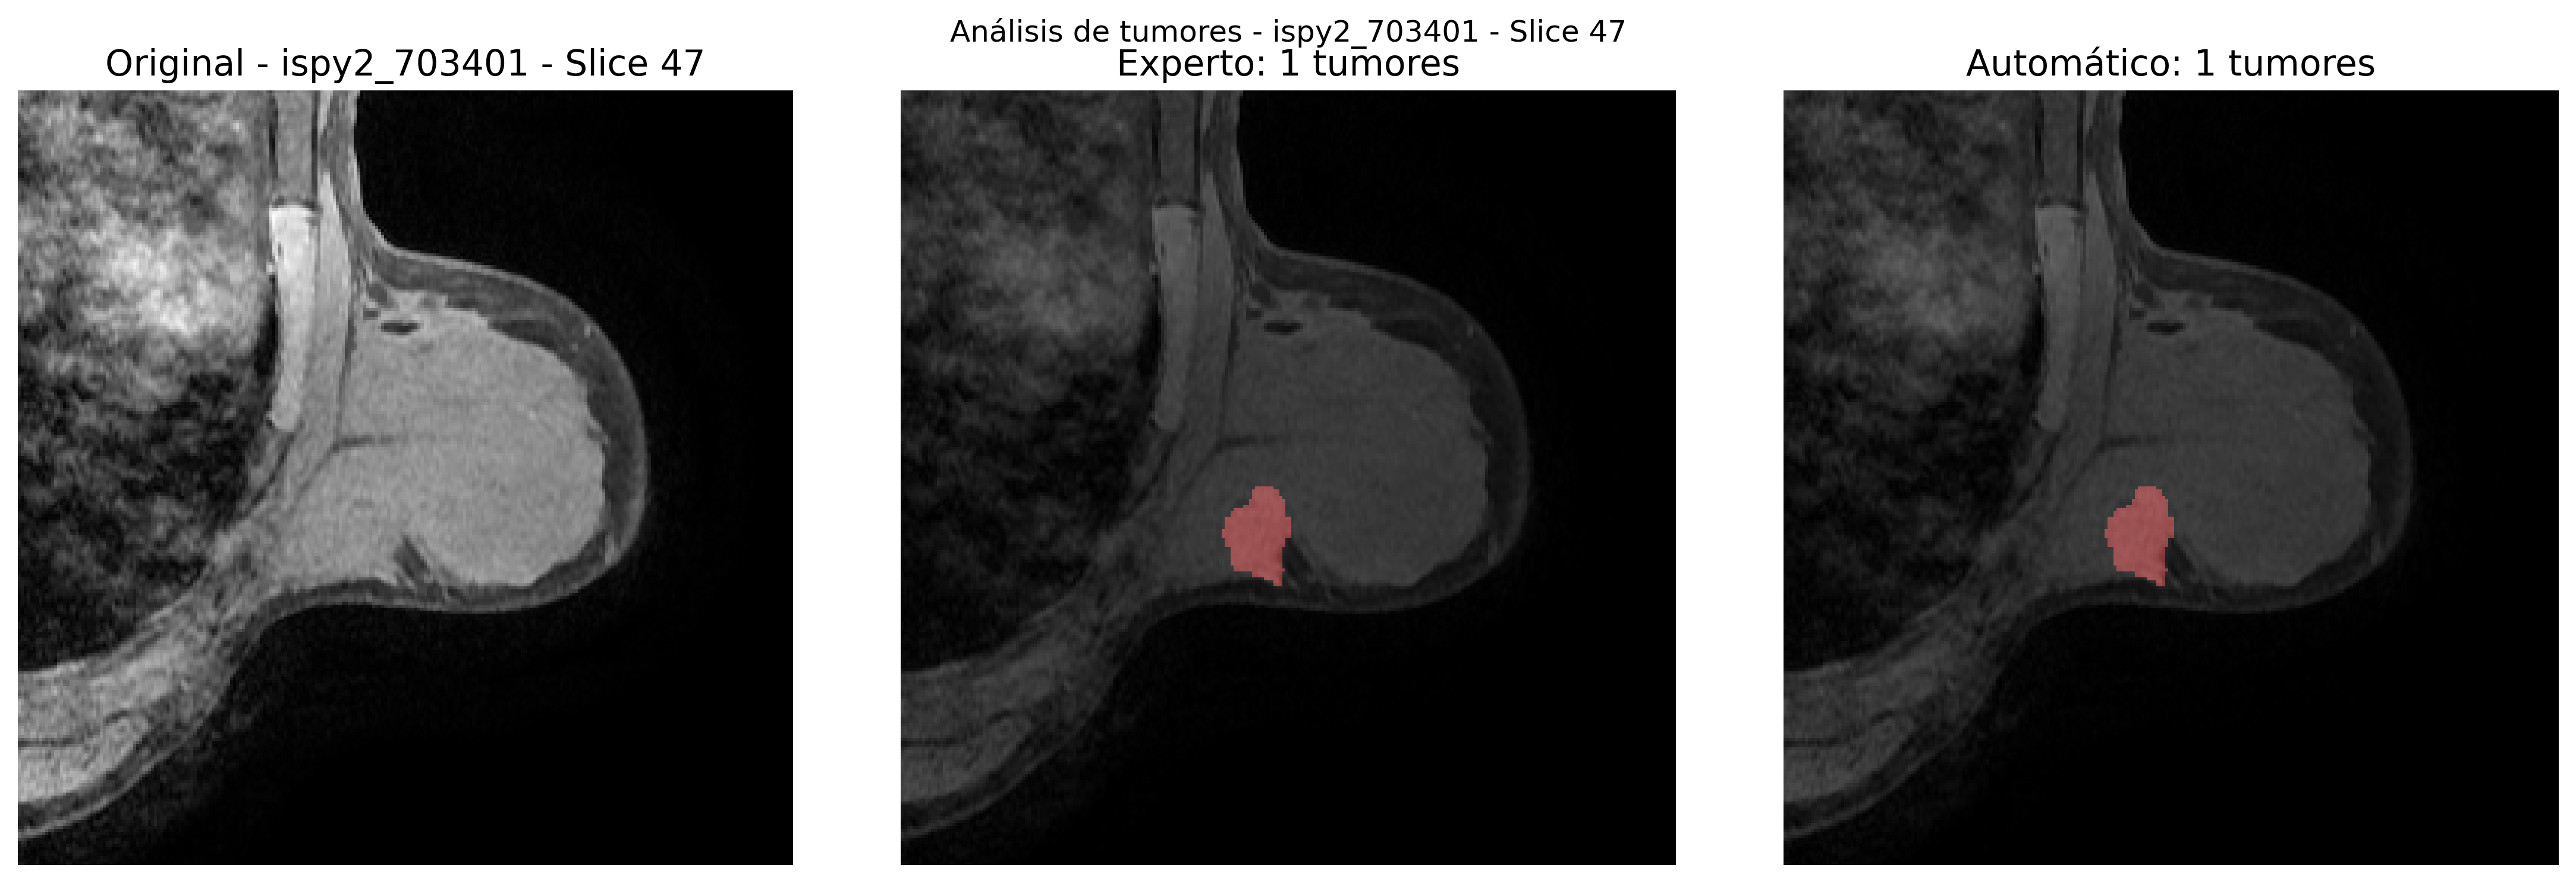 Análisis de tumores - ispy2_703401 - Slice 47
Original - ispy2_703401 - Slice 47
Experto: 1 tumores
Automático: 1 tumores